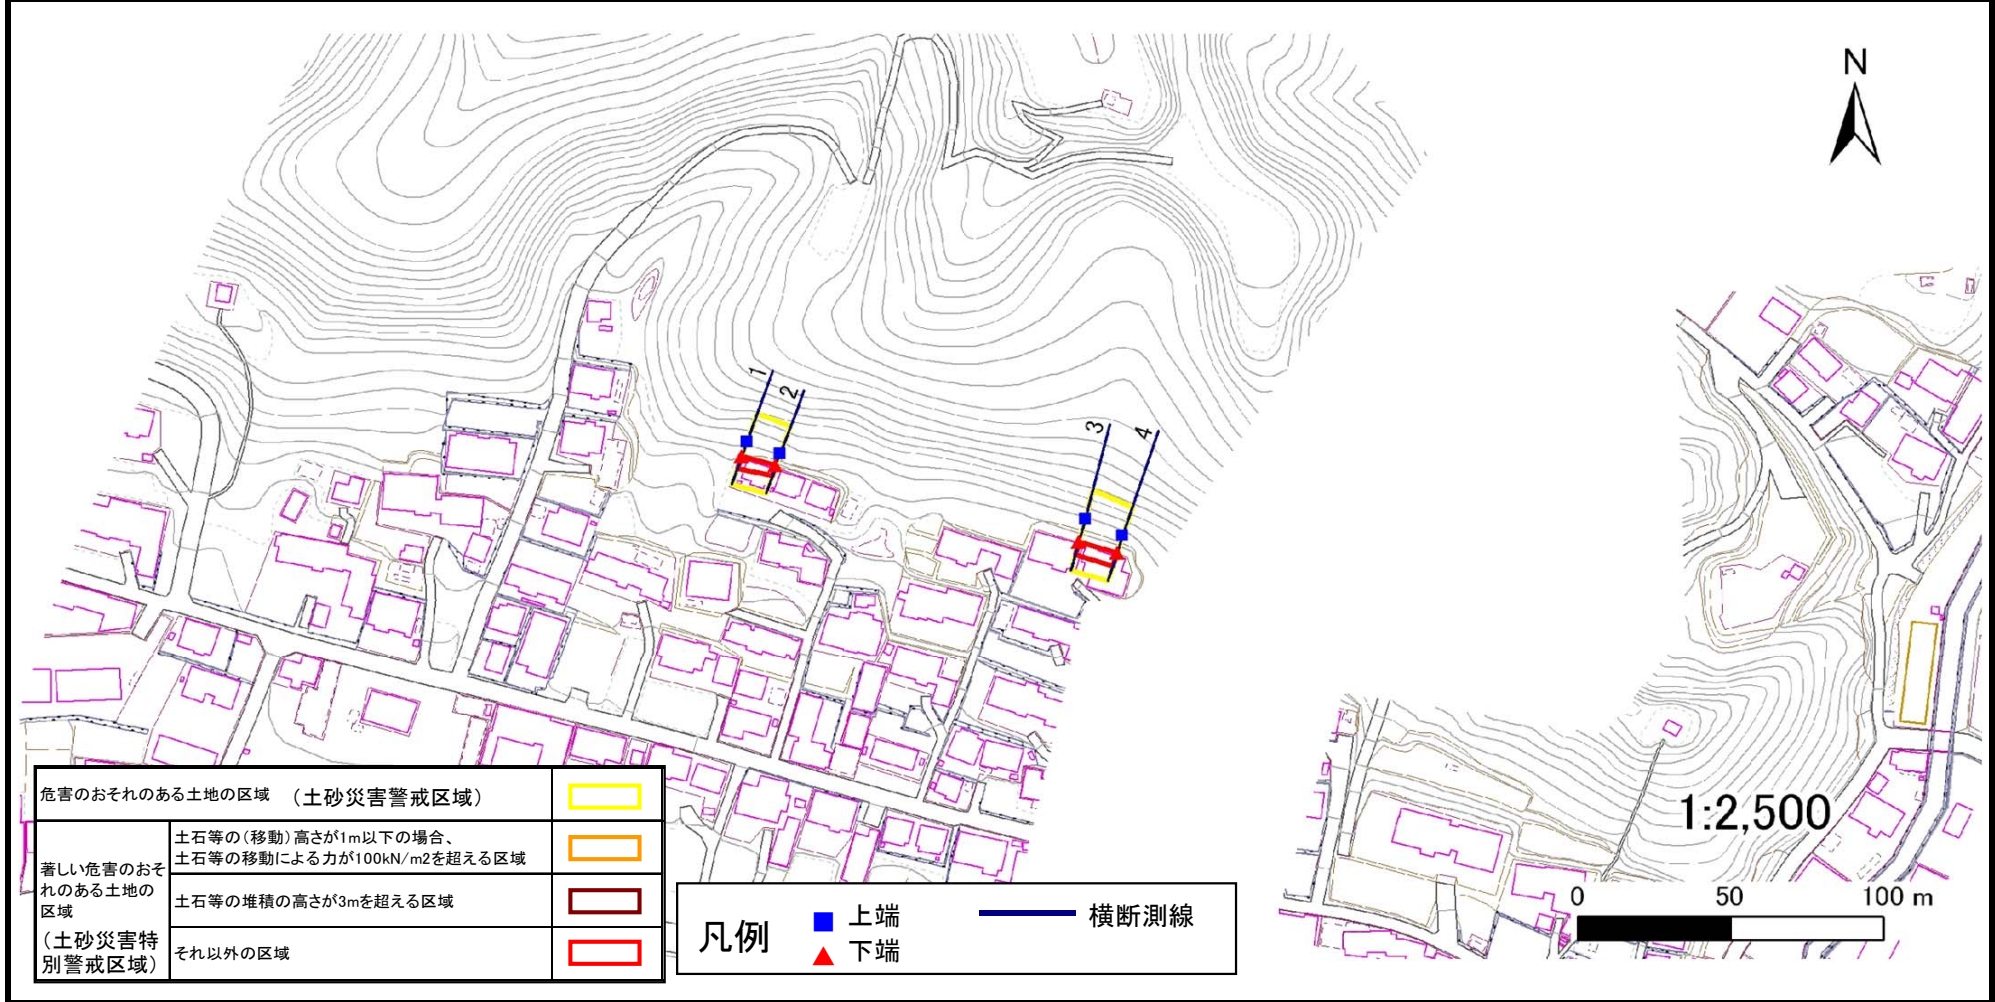 N
1
2
3
4
危害のおそれのある土地の区域 （土砂災害警戒区域）
著しい危害のおそ
れのある土地の
区域
（土砂災害特
別警戒区域）
土石等の（移動）高さが1m以下の場合、
土石等の移動による力が100kN/m2を超える区域
土石等の堆積の高さが3mを超える区域
それ以外の区域
凡例
上端
下端
横断測線
1:2,500
0 50 100 m